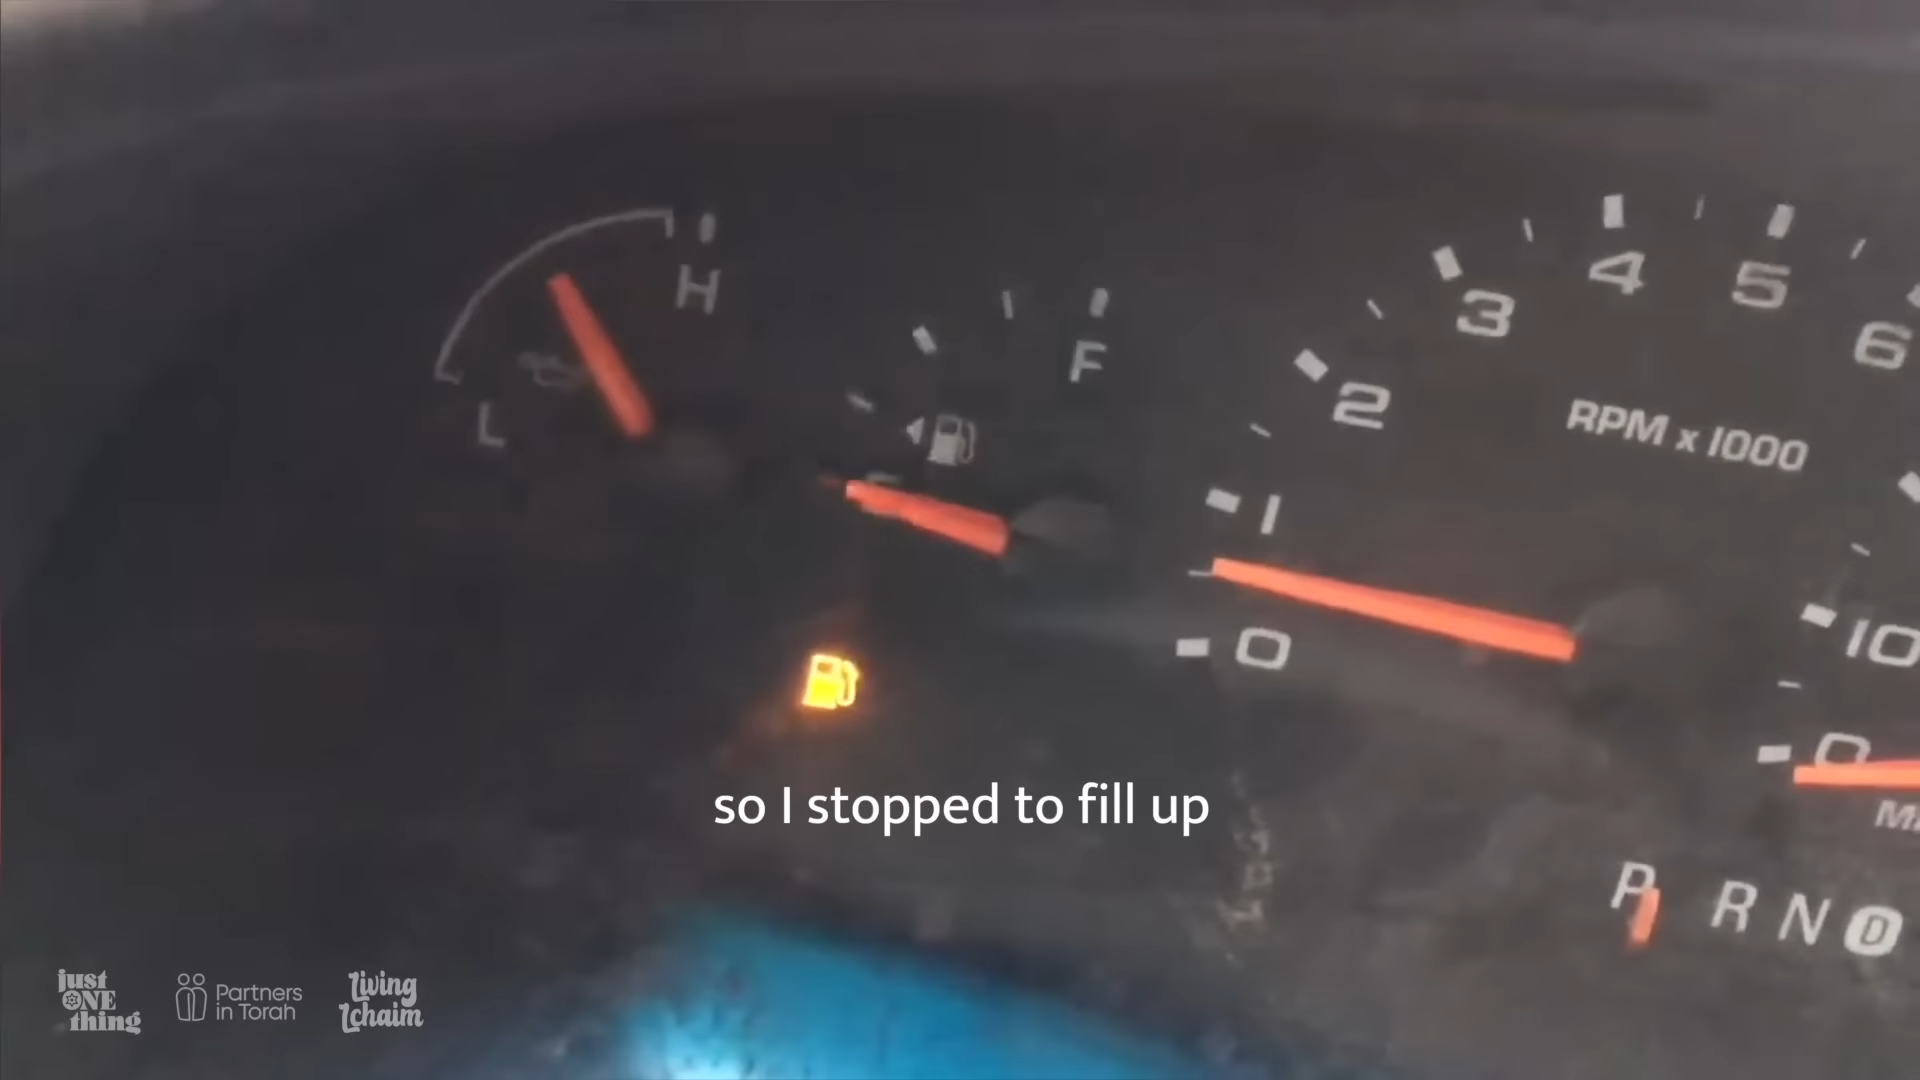 H
L
F
1
2
3
4
5
6
RPM x 1000
0
10
0
so I stopped to fill up
P R N D
just
ONE
thing
Partners
in Torah
Living
Lchaim